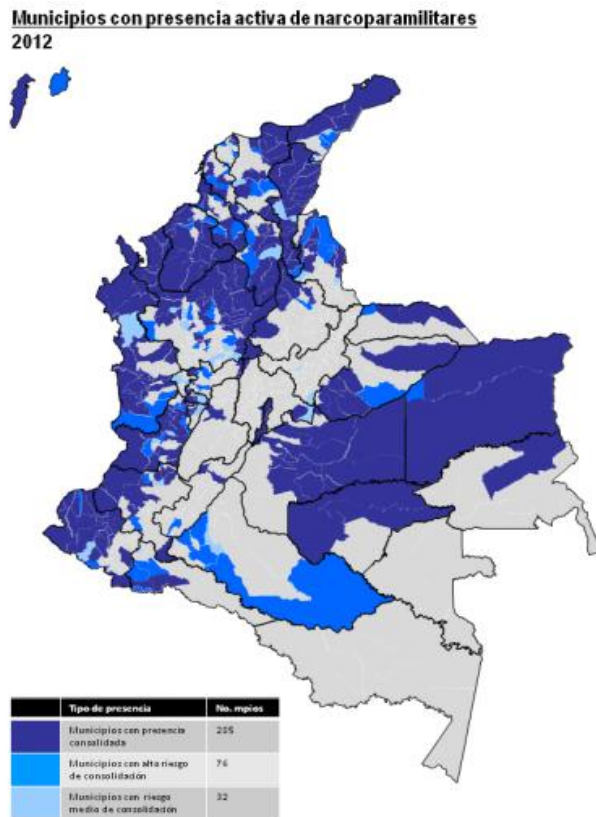 Municipios con presencia activa de narcoparamilitares
2012
Tipo de presencia No. mpios
Municipios con presencia
consolidada
205
Municipios con alto riesgo
de consolidación
76
Municipios con riesgo
medio de consolidación
32